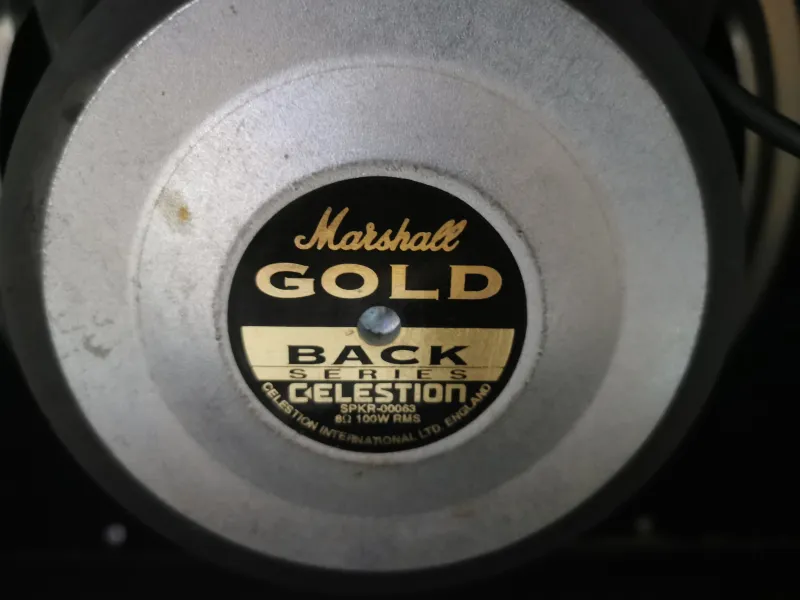 Marshall
GOLD
BACK
SERIES
CELESTION
SPKR-00063
8Ω 100W RMS
CELESTION INTERNATIONAL LTD. ENGLAND